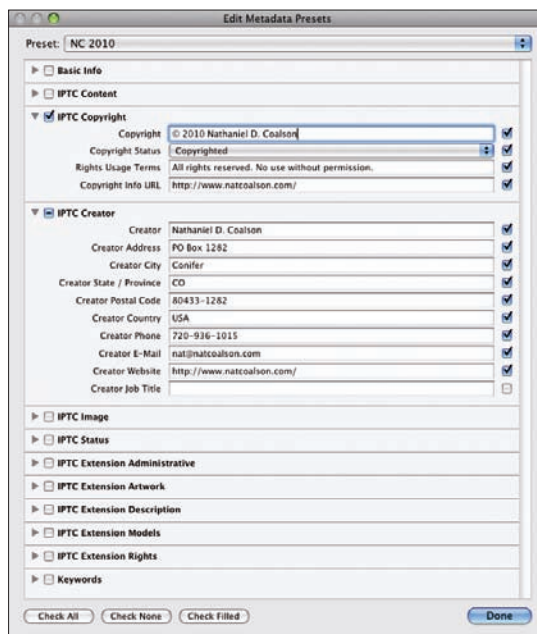 Edit Metadata Presets
Preset: NC 2010
Basic Info
IPTC Content
IPTC Copyright
Copyright © 2010 Nathaniel D. Coalson
Copyright Status Copyrighted
Rights Usage Terms All rights reserved. No use without permission.
Copyright Info URL http://www.natcoalson.com/
IPTC Creator
Creator Nathaniel D. Coalson
Creator Address PO Box 1282
Creator City Conifer
Creator State / Province CO
Creator Postal Code 80433-1282
Creator Country USA
Creator Phone 720-936-1015
Creator E-Mail nat@natcoalson.com
Creator Website http://www.natcoalson.com/
Creator Job Title
IPTC Image
IPTC Status
IPTC Extension Administrative
IPTC Extension Artwork
IPTC Extension Description
IPTC Extension Models
IPTC Extension Rights
Keywords
Check All Check None Check Filled Done